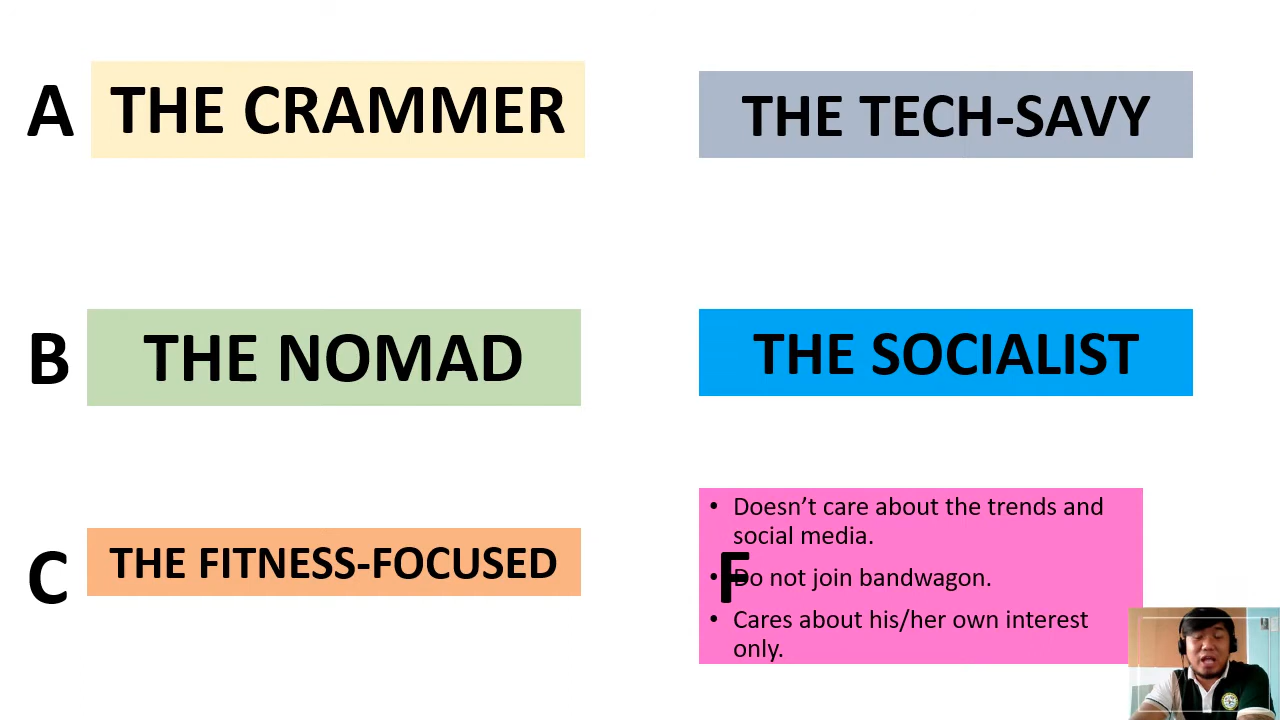 A THE CRAMMER
THE TECH-SAVY
B THE NOMAD
THE SOCIALIST
C THE FITNESS-FOCUSED
F
• Doesn’t care about the trends and
social media.
• Do not join bandwagon.
• Cares about his/her own interest
only.